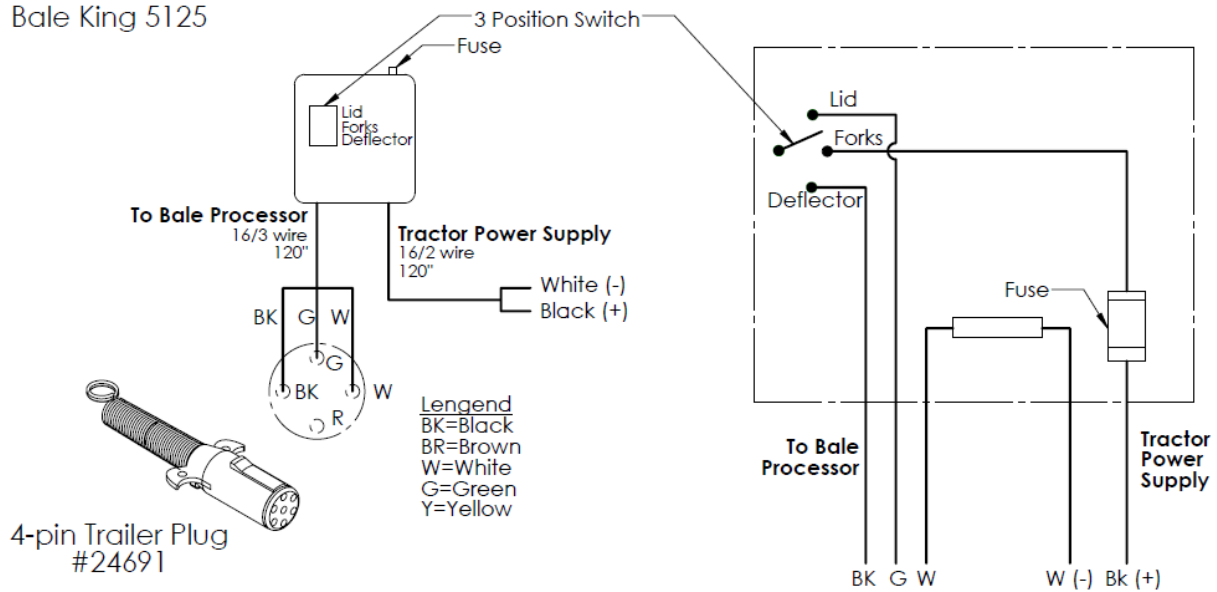 Bale King 5125
3 Position Switch
Fuse
Lid
Forks
Deflector
To Bale Processor
16/3 wire
120"
Tractor Power Supply
16/2 wire
120"
White (-)
Black (+)
BK G W
G
BK W
R
Lengend
BK=Black
BR=Brown
W=White
G=Green
Y=Yellow
4-pin Trailer Plug
#24691
Lid
Forks
Deflector
Fuse
To Bale
Processor
Tractor
Power
Supply
BK G W W (-) Bk (+)